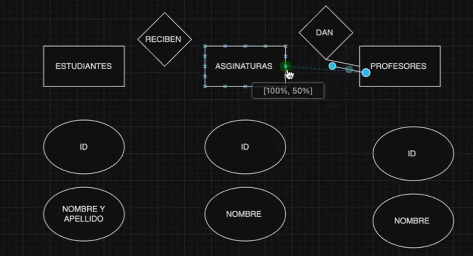 DAN
RECIBEN
ESTUDIANTES
ASGINATURAS
PROFESORES
[100%, 50%]
ID
ID
ID
NOMBRE Y
APELLIDO
NOMBRE
NOMBRE